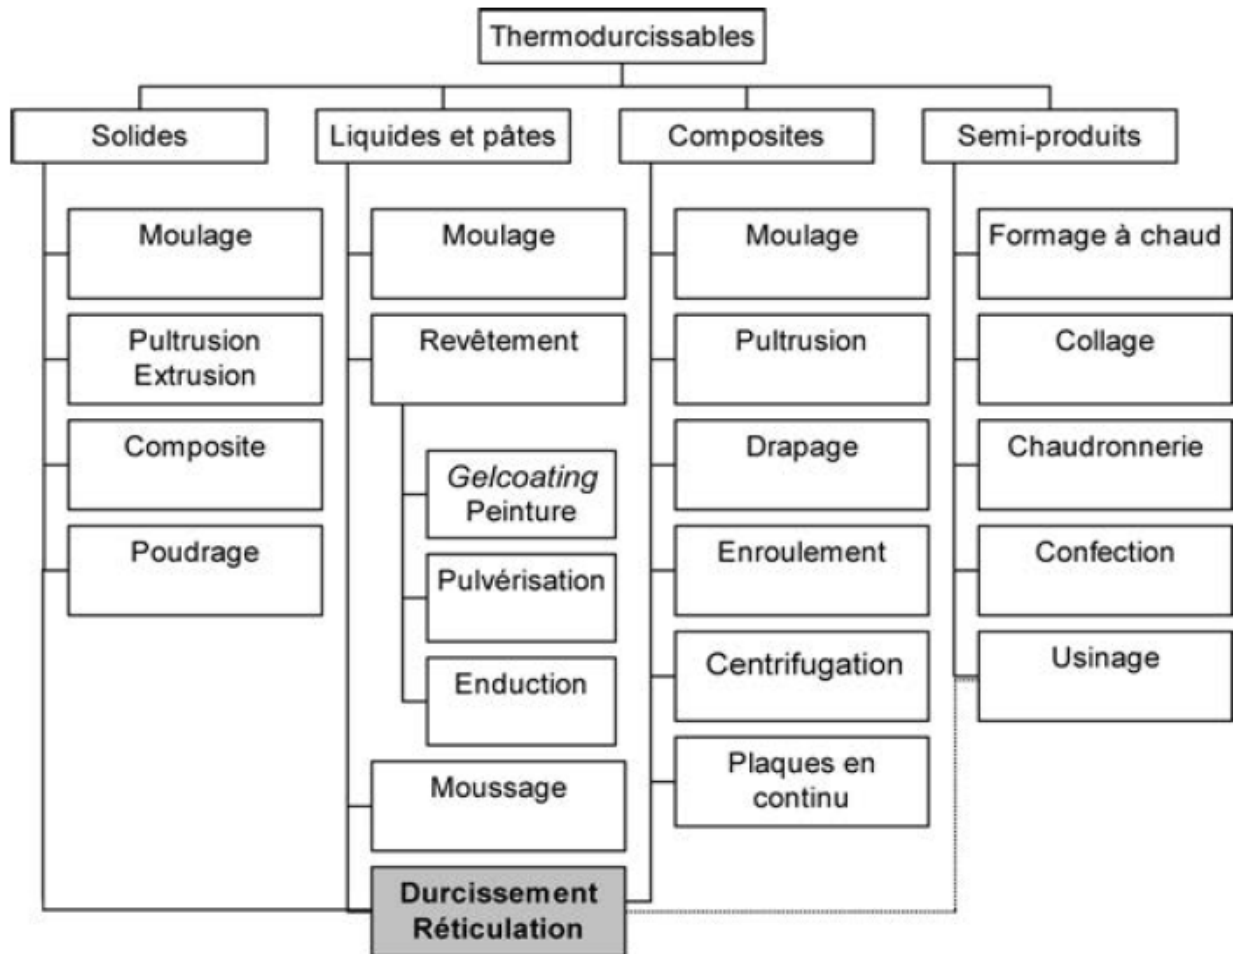 Thermodurcissables
Solides
Liquides et pâtes
Composites
Semi-produits
Moulage
Pultrusion
Extrusion
Composite
Poudrage
Moulage
Revêtement
Gelcoating
Peinture
Pulvérisation
Enduction
Moussage
Durcissement
Réticulation
Moulage
Pultrusion
Drapage
Enroulement
Centrifugation
Plaques en
continu
Formage à chaud
Collage
Chaudronnerie
Confection
Usinage